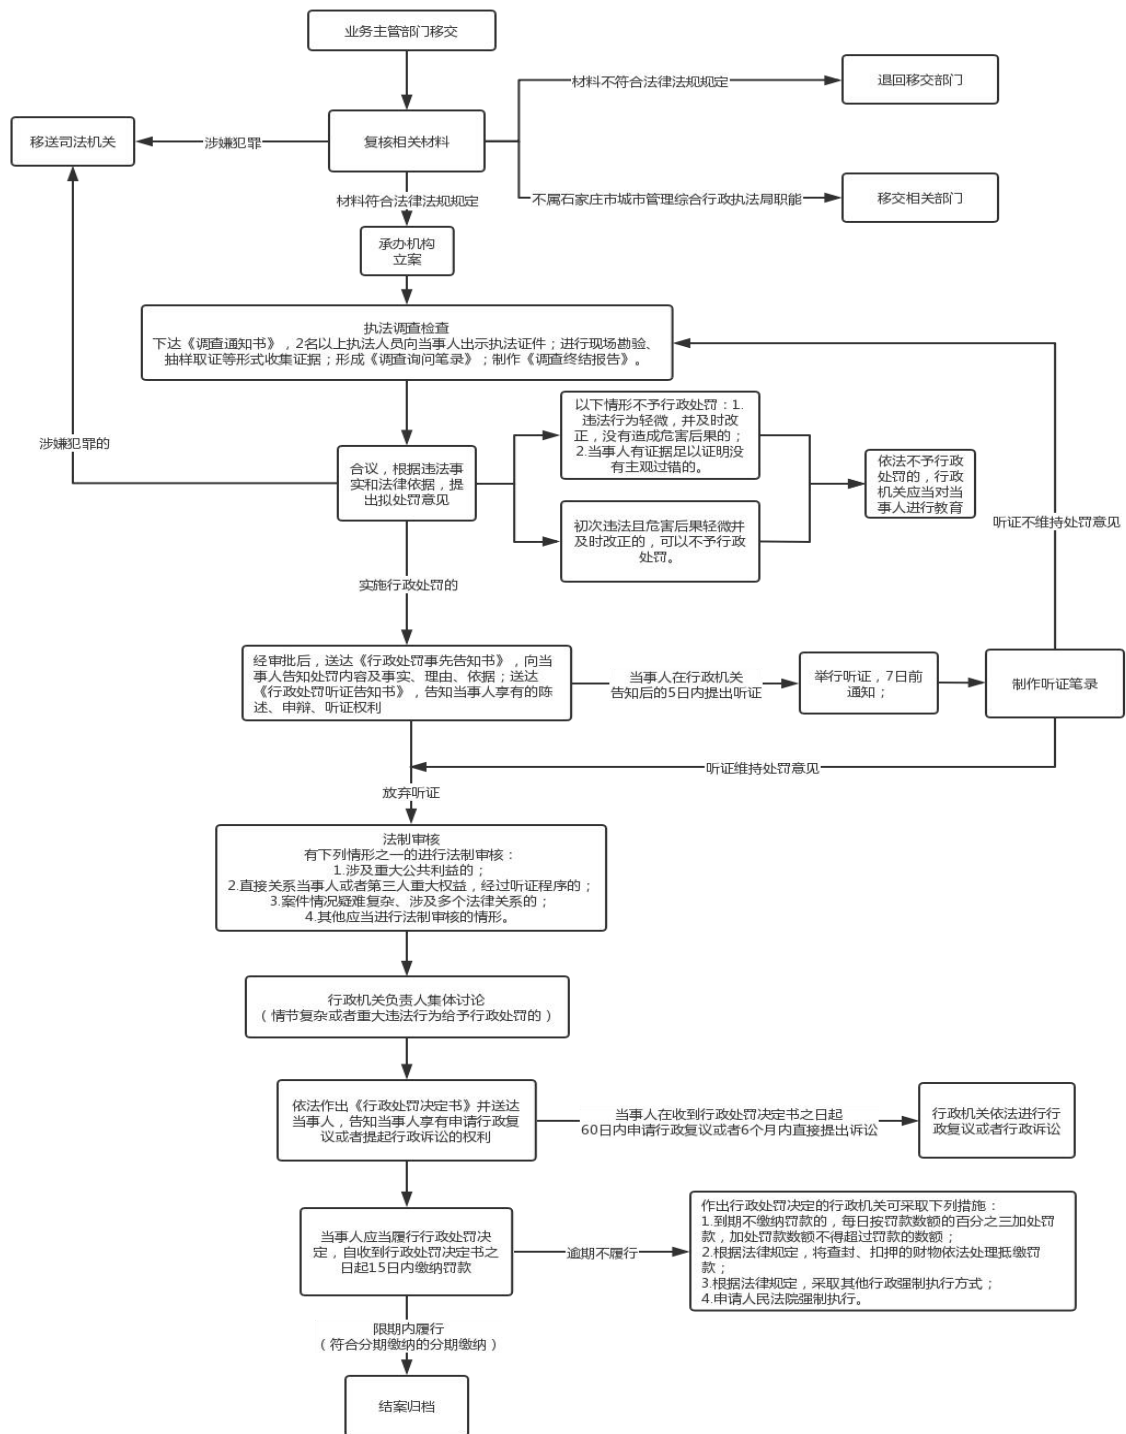 业务主管部门移交
材料不符合法律法规规定
退回移交部门
移送司法机关
涉嫌犯罪
复核相关材料
不属石家庄市城市管理综合行政执法局职能
移交相关部门
材料符合法律法规规定
承办机构
立案
执法调查检查
下达《调查通知书》，2名以上执法人员向当事人出示执法证件；进行现场勘验、
抽样取证等形式收集证据；形成《调查询问笔录》；制作《调查终结报告》。
涉嫌犯罪的
合议，根据违法事
实和法律依据，提
出拟处罚意见
以下情形不予行政处罚：1.
违法行为轻微，并及时改
正，没有造成危害后果的；
2.当事人有证据足以证明没
有主观过错的。
初次违法且危害后果轻微并
及时改正的，可以不予行政
处罚。
依法不予行政
处罚的，行政
机关应当对当
事人进行教育
听证不维持处罚意见
实施行政处罚的
经审批后，送达《行政处罚事先告知书》，向当
事人告知处罚内容及事实、理由、依据；送达
《行政处罚听证告知书》，告知当事人享有的陈
述、申辩、听证权利
当事人在行政机关
告知后的5日内提出听证
举行听证，7日前
通知；
制作听证笔录
听证维持处罚意见
放弃听证
法制审核
有下列情形之一的进行法制审核：
1.涉及重大公共利益的；
2.直接关系当事人或者第三人重大权益，经过听证程序的；
3.案件情况疑难复杂、涉及多个法律关系的；
4.其他应当进行法制审核的情形。
行政机关负责人集体讨论
（情节复杂或者重大违法行为给予行政处罚的）
依法作出《行政处罚决定书》并送达
当事人，告知当事人享有申请行政复
议或者提起行政诉讼的权利
当事人在收到行政处罚决定书之日起
60日内申请行政复议或者6个月内直接提出诉讼
行政机关依法进行行
政复议或者行政诉讼
当事人应当履行行政处罚决
定，自收到行政处罚决定书之
日起15日内缴纳罚款
逾期不履行
作出行政处罚决定的行政机关可采取下列措施：
1.到期不缴纳罚款的，每日按罚款数额的百分之三加处罚
款，加处罚款数额不得超过罚款的数额；
2.根据法律规定，将查封、扣押的财物依法处理抵缴罚
款；
3.根据法律规定，采取其他行政强制执行方式；
4.申请人民法院强制执行。
限期内履行
（符合分期缴纳的分期缴纳）
结案归档